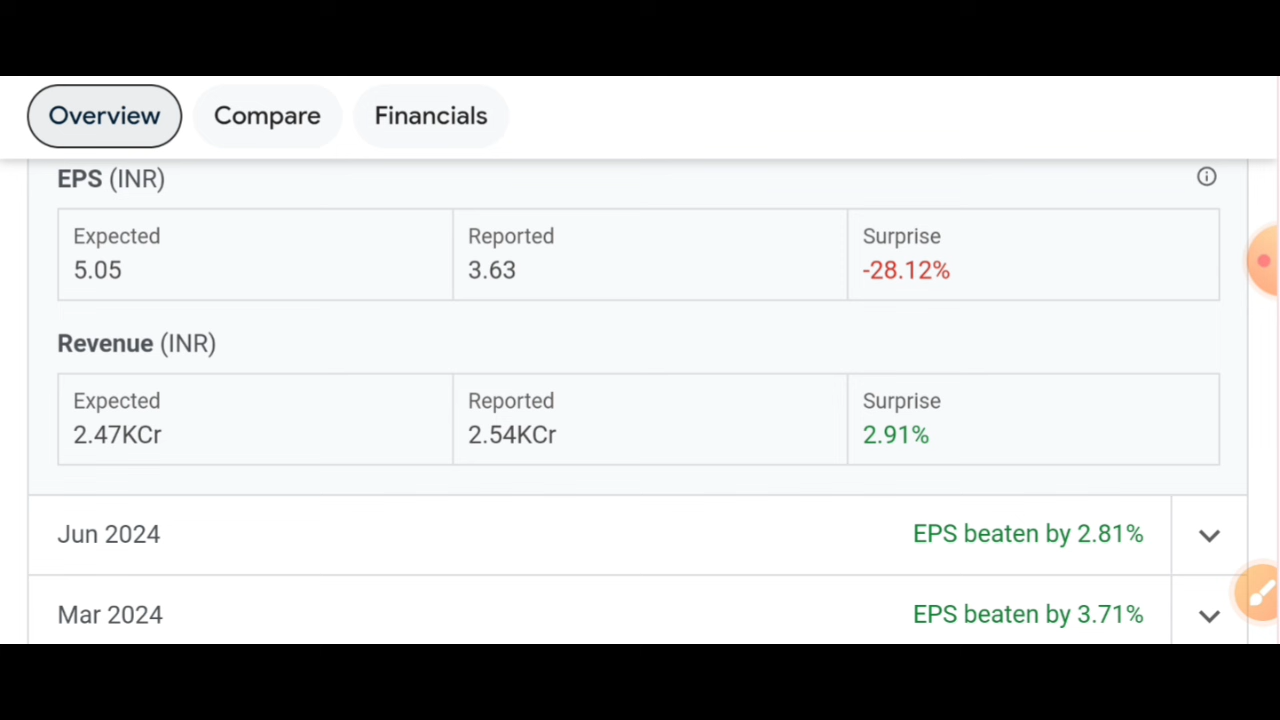 Overview Compare Financials
EPS (INR)
Expected Reported Surprise
5.05 3.63 -28.12%
Revenue (INR)
Expected Reported Surprise
2.47KCr 2.54KCr 2.91%
Jun 2024 EPS beaten by 2.81%
Mar 2024 EPS beaten by 3.71%